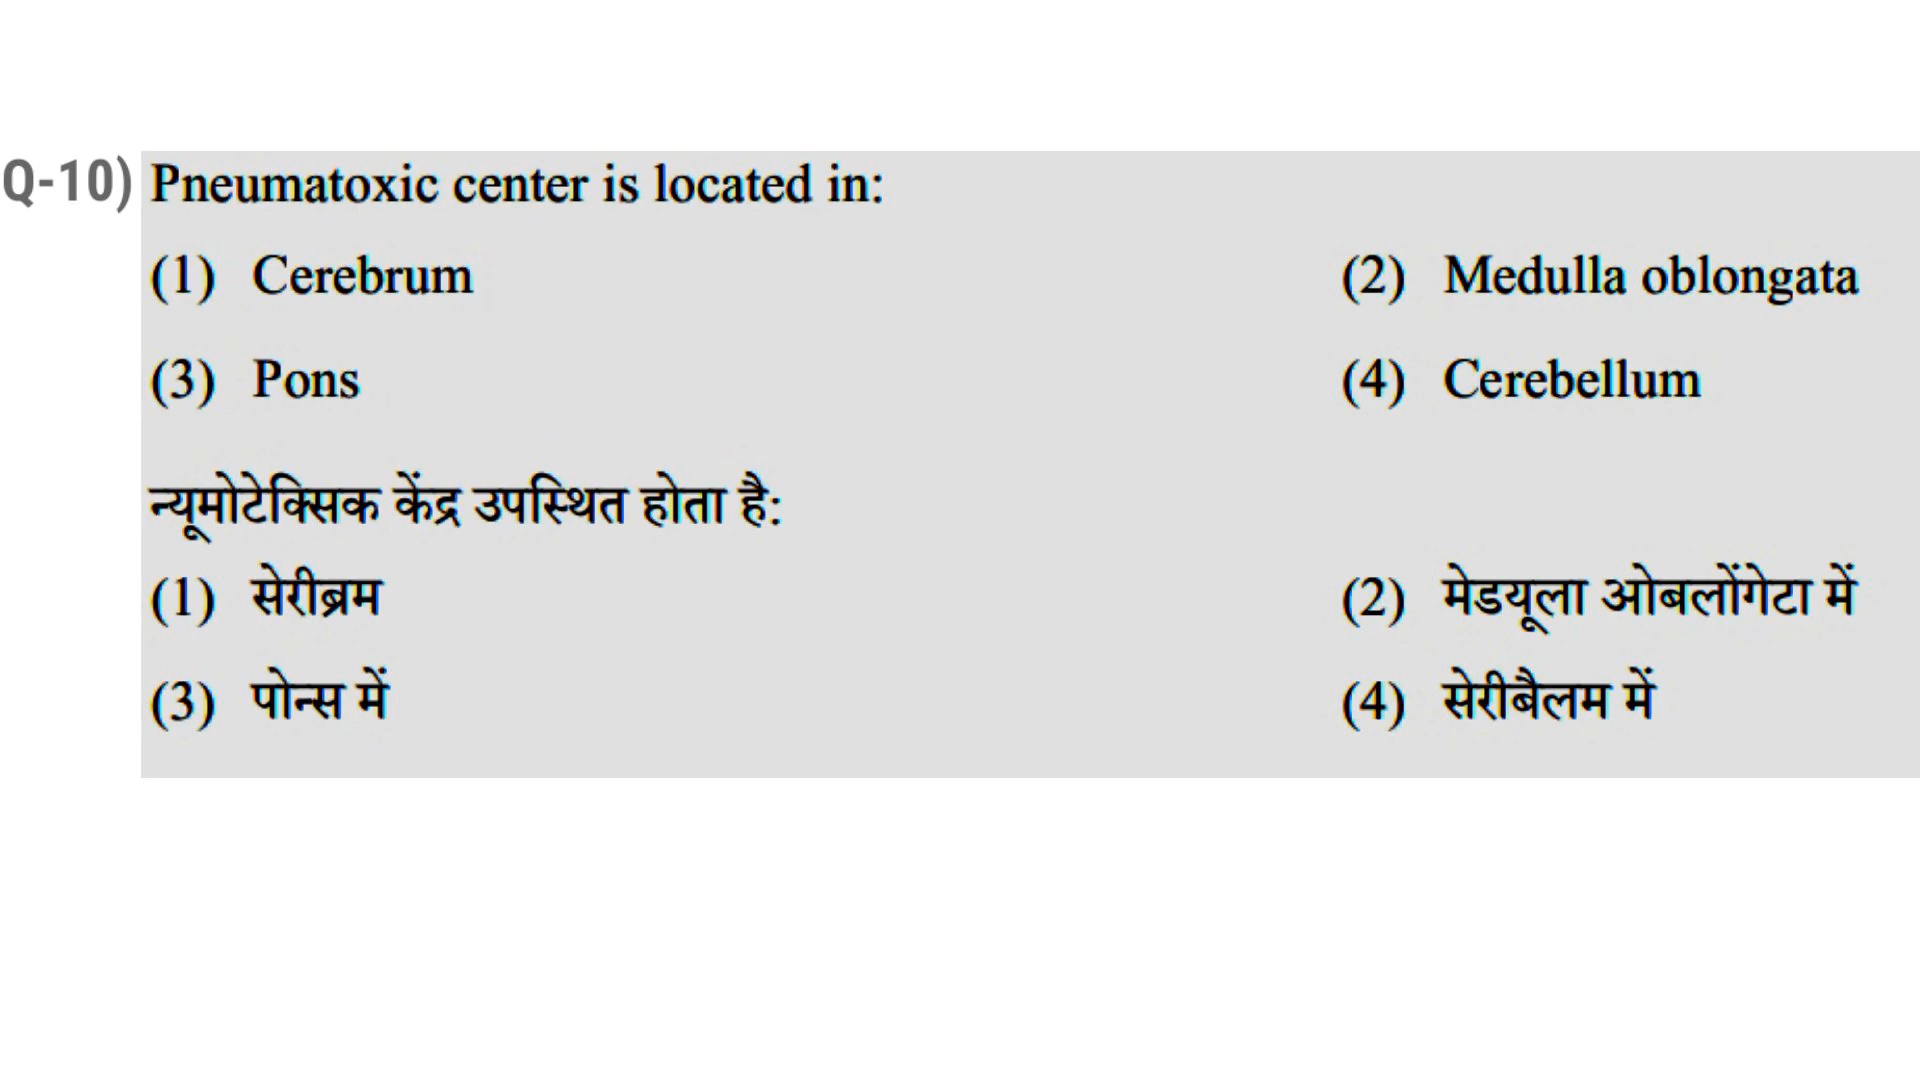 Q-10) Pneumatoxic center is located in:
(1) Cerebrum (2) Medulla oblongata
(3) Pons (4) Cerebellum
न्यूमोटेक्सिक केंद्र उपस्थित होता है:
(1) सेरीब्रम (2) मेडयूला ओबलोंगेटा में
(3) पोन्स में (4) सेरीबैलम में